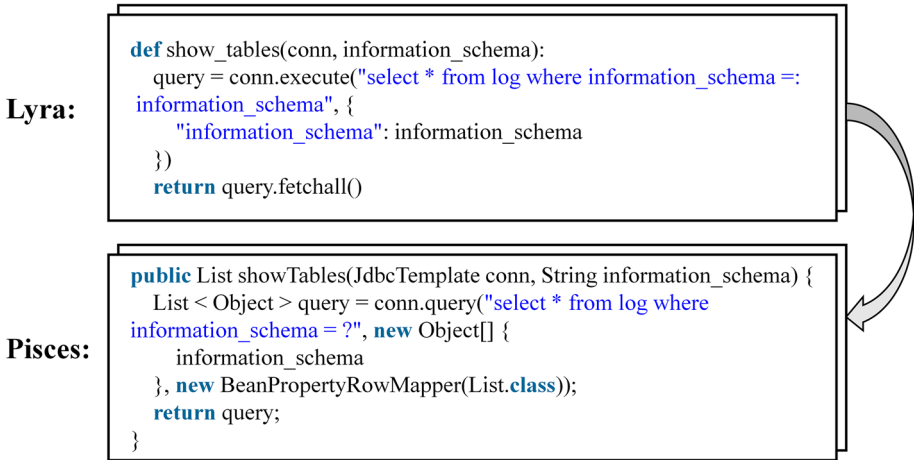 Lyra:
def show_tables(conn, information_schema):
query = conn.execute("select * from log where information_schema =:
information_schema", {
"information_schema": information_schema
})
return query.fetchall()
Pisces:
public List showTables(JdbcTemplate conn, String information_schema) {
List < Object > query = conn.query("select * from log where
information_schema = ?", new Object[] {
information_schema
}, new BeanPropertyRowMapper(List.class));
return query;
}